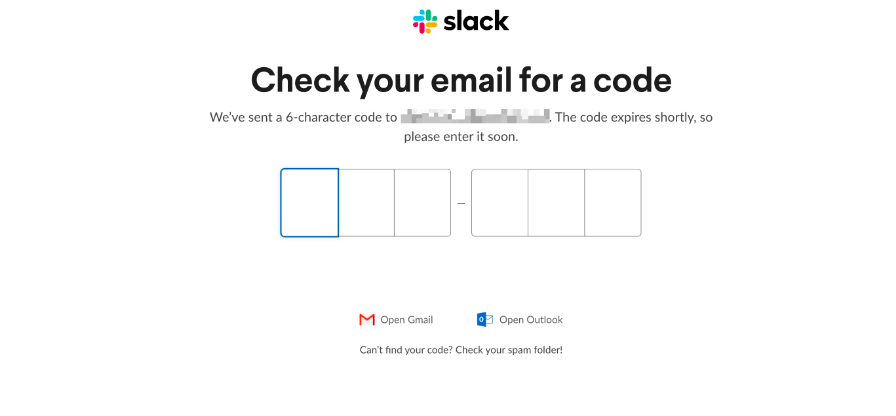 slack
Check your email for a code
We've sent a 6-character code to . The code expires shortly, so
please enter it soon.
–
Open Gmail Open Outlook
Can't find your code? Check your spam folder!